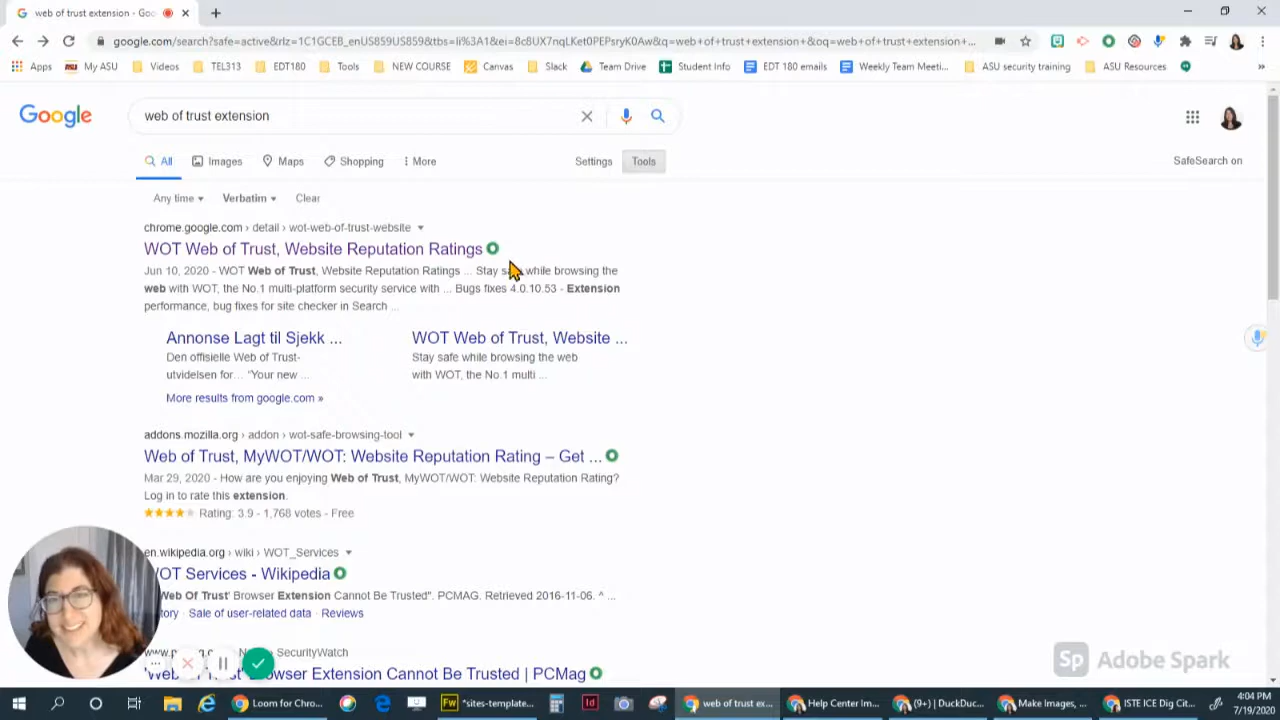 web of trust extension - Goo
google.com/search?safe=active&rlz=1C1GCEB_enUS859US859&tbs=li%3A1&ei=8c8UX7nqLKet0PEPsryK0Aw&q=web+of+trust+extension+&oq=web+of+trust+extension+...
Apps My ASU Videos TEL313 EDT180 Tools NEW COURSE Canvas Slack Team Drive Student Info EDT 180 emails Weekly Team Meeti... ASU security training ASU Resources »
Google web of trust extension
All Images Maps Shopping More Settings Tools SafeSearch on
Any time Verbatim Clear
chrome.google.com › detail › wot-web-of-trust-website
WOT Web of Trust, Website Reputation Ratings
Jun 10, 2020 - WOT Web of Trust, Website Reputation Ratings ... Stay while browsing the
web with WOT, the No.1 multi-platform security service with ... Bugs fixes 4.0.10.53 - Extension
performance, bug fixes for site checker in Search ...
Annonse Lagt til Sjekk ... WOT Web of Trust, Website ...
Den offisielle Web of Trust- Stay safe while browsing the web
utvidelsen for... "Your new ... with WOT, the No.1 multi ...
More results from google.com »
addons.mozilla.org › addon › wot-safe-browsing-tool
Web of Trust, MyWOT/WOT: Website Reputation Rating – Get ...
Mar 29, 2020 - How are you enjoying Web of Trust, MyWOT/WOT: Website Reputation Rating?
Log in to rate this extension.
Rating: 3.9 - 1,768 votes - Free
en.wikipedia.org › wiki › WOT_Services
OT Services - Wikipedia
Web Of Trust' Browser Extension Cannot Be Trusted". PCMAG. Retrieved 2016-11-06. ^ ...
tory · Sale of user-related data · Reviews
SecurityWatch
'Web Browser Extension Cannot Be Trusted | PCMag
Sp Adobe Spark
Loom for Chro... Fw *sites-template... Id web of trust ex... Help Center Im... (9+) | DuckDuc... Make Images, ... ISTE ICE Dig Cit...
4:04 PM
7/19/2020